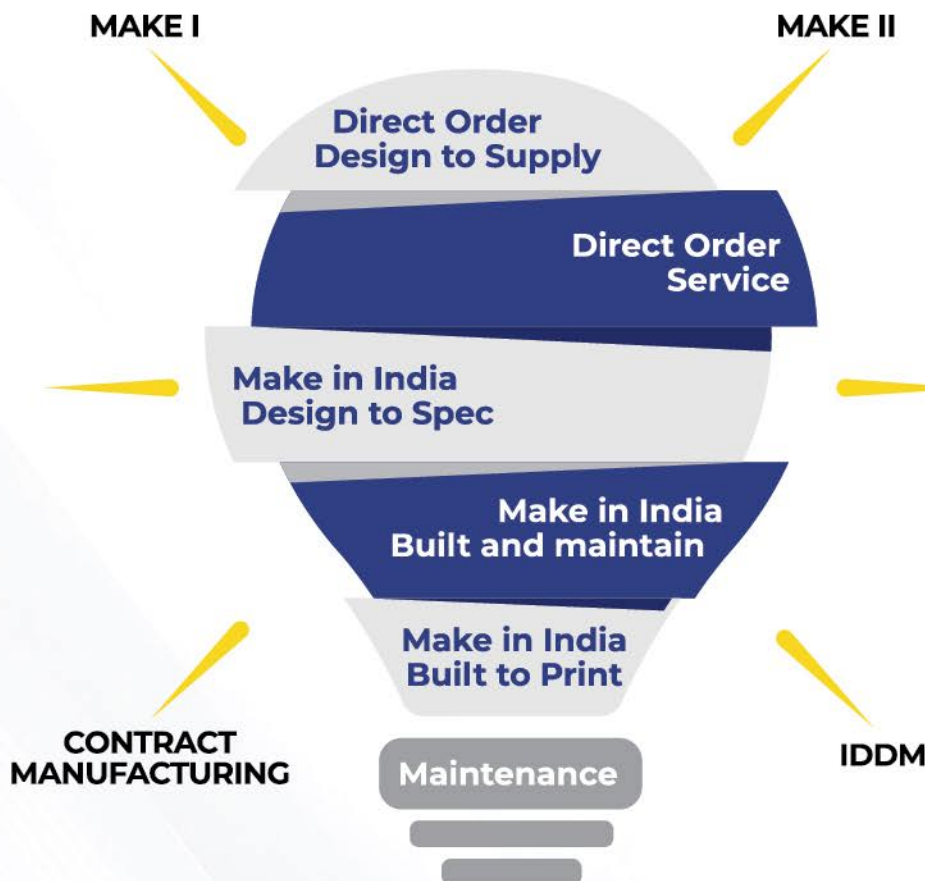 MAKE I
MAKE II
Direct Order
Design to Supply
Direct Order
Service
Make in India
Design to Spec
Make in India
Built and maintain
Make in India
Built to Print
CONTRACT
MANUFACTURING
IDDM
Maintenance